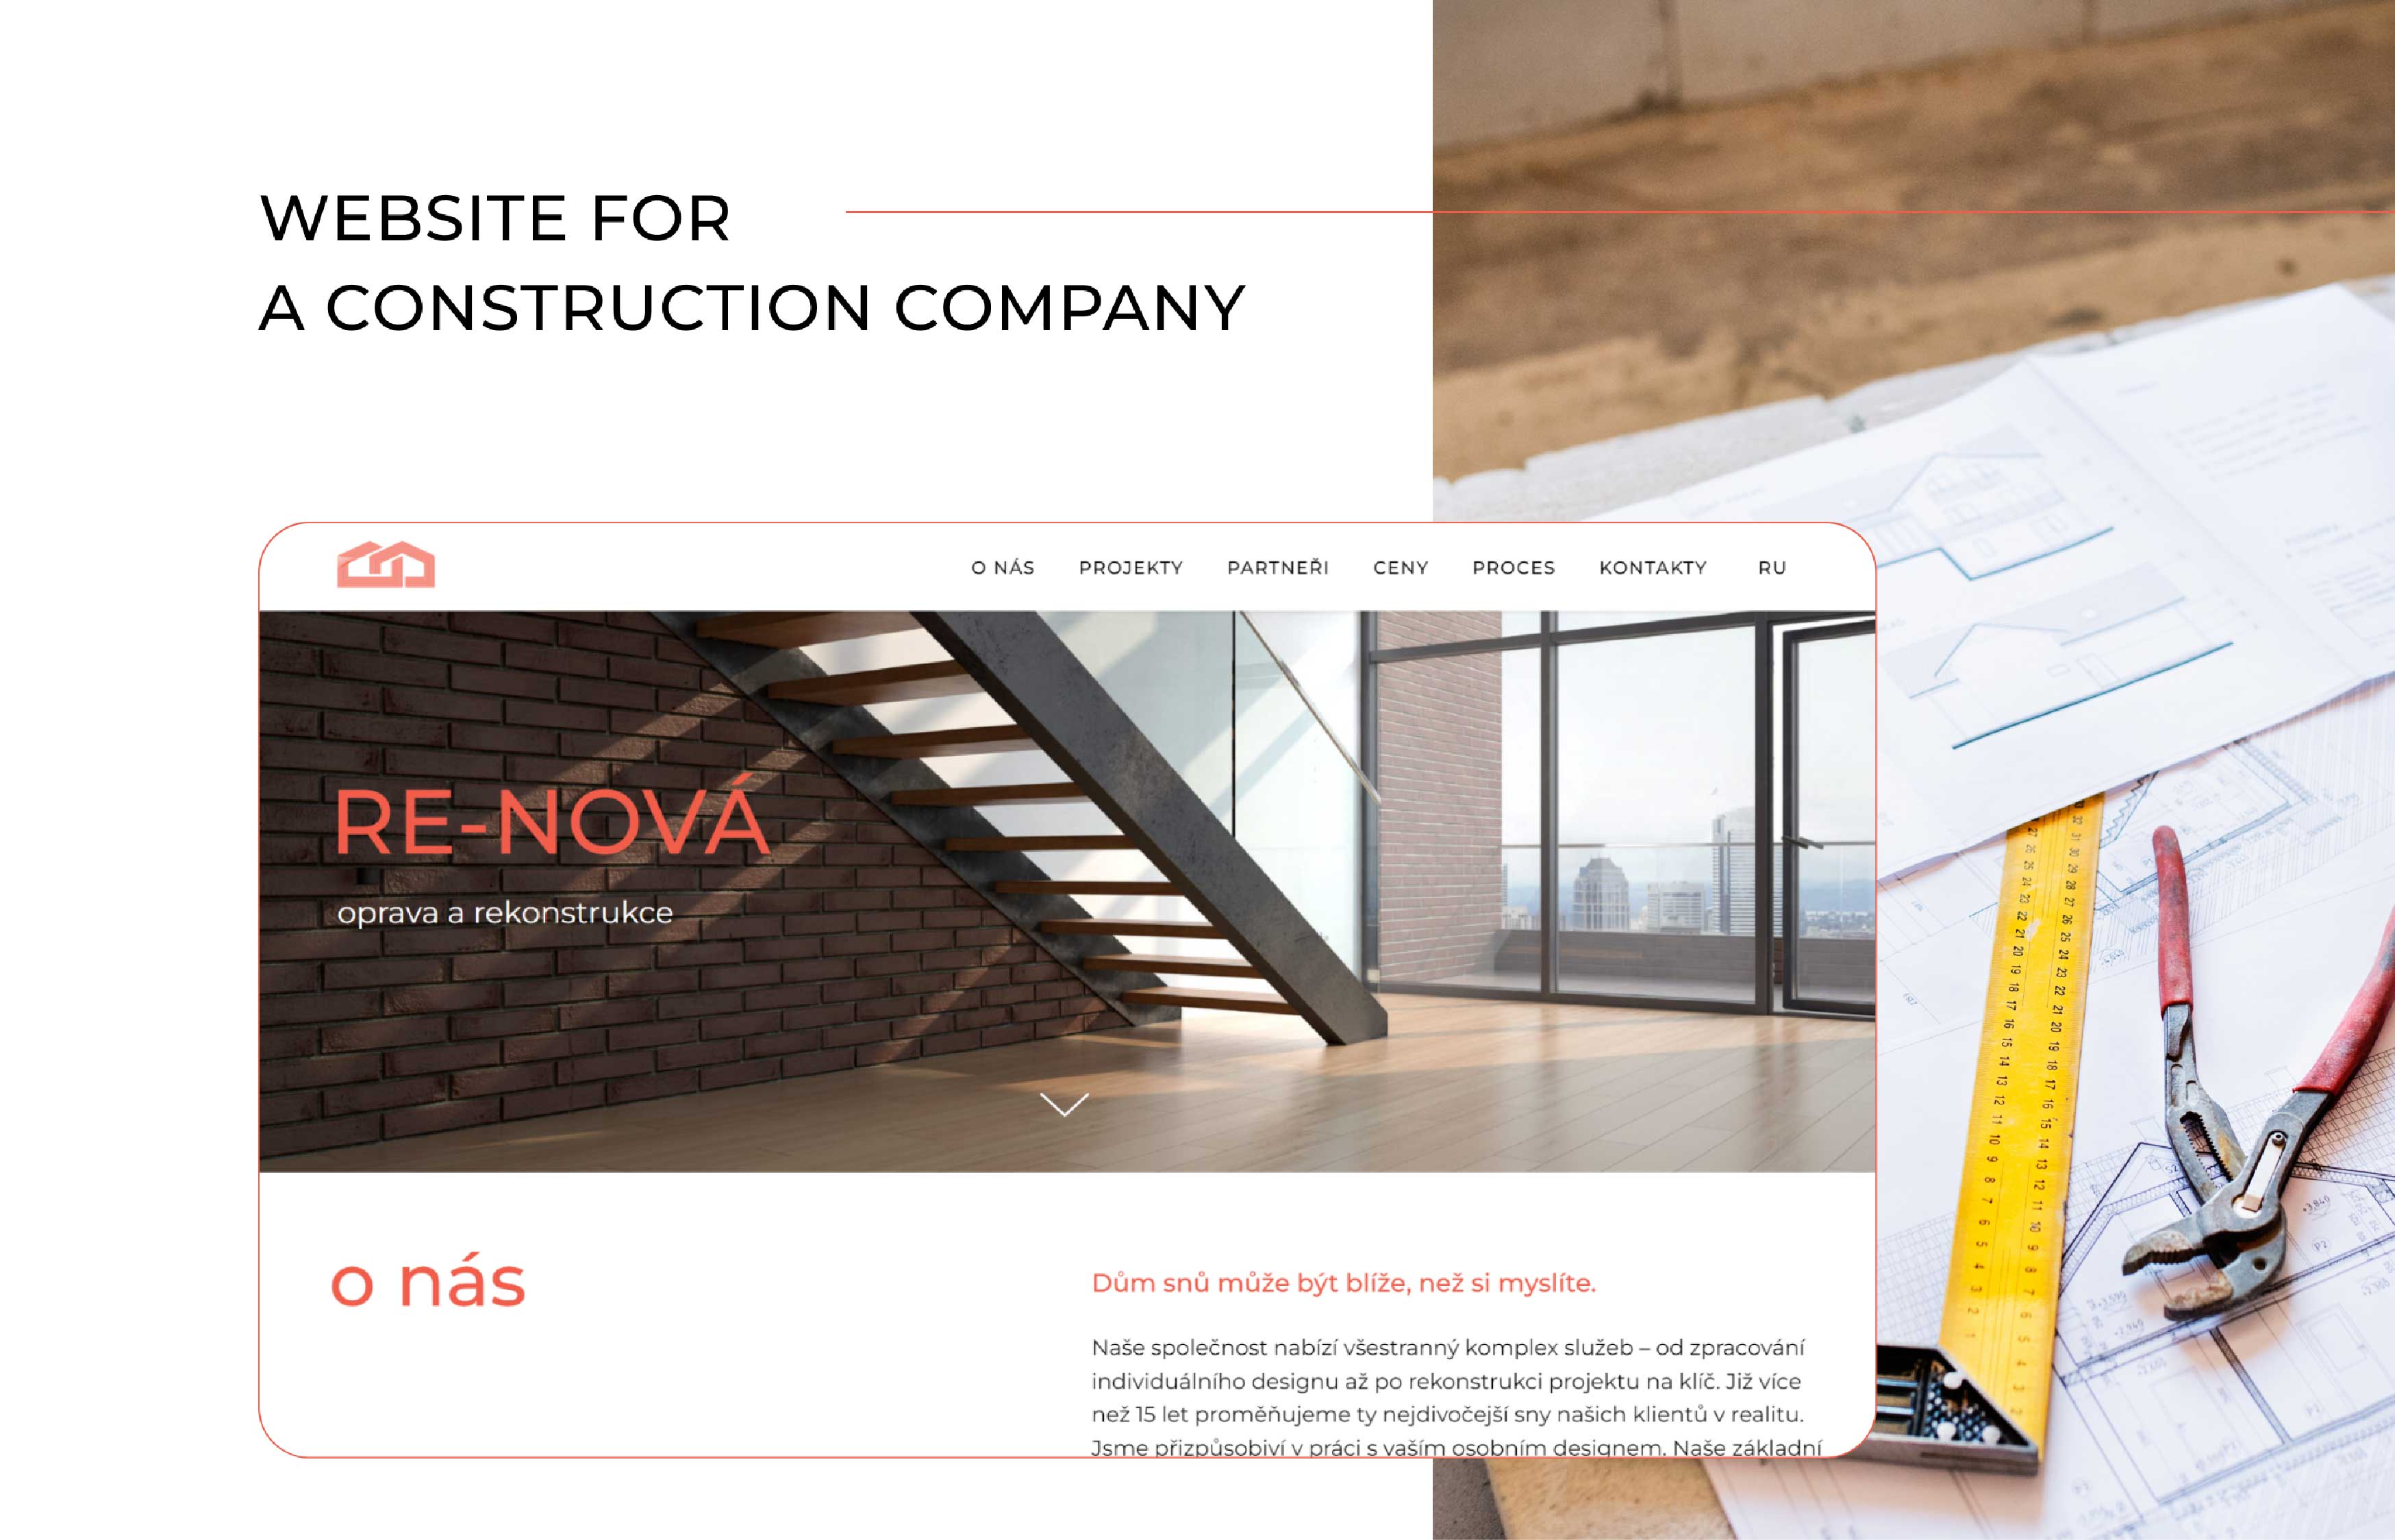 WEBSITE FOR
A CONSTRUCTION COMPANY
O NÁS PROJEKTY PARTNEŘI CENY PROCES KONTAKTY RU
RE-NOVÁ
oprava a rekonstrukce
o nás
Dům snů může být blíže, než si myslíte.
Naše společnost nabízí všestranný komplex služeb – od zpracování
individuálního designu až po rekonstrukci projektu na klíč. Již více
než 15 let proměňujeme ty nejdivočejší sny našich klientů v realitu.
Jsme přizpůsobiví v práci s vaším osobním designem. Naše základní